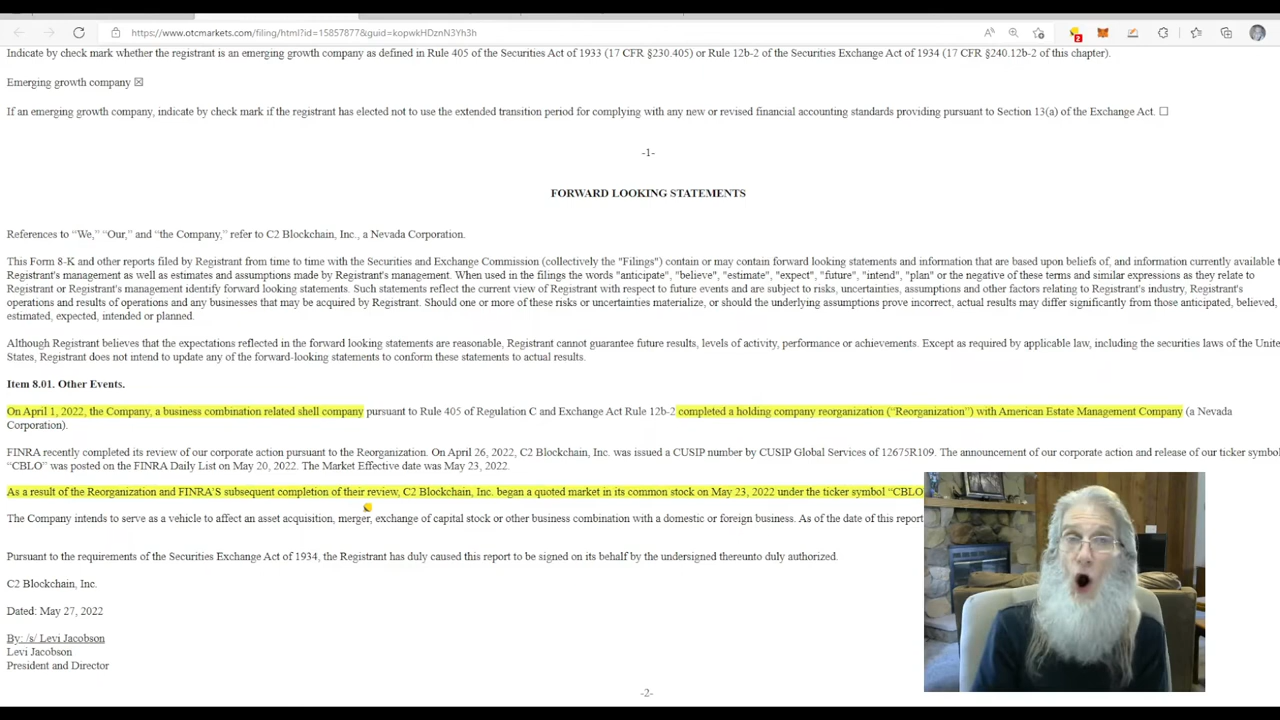 https://www.otcmarkets.com/filing/html?id=15857877&guid=kopwkHDznN3Yh3h
Indicate by check mark whether the registrant is an emerging growth company as defined in Rule 405 of the Securities Act of 1933 (17 CFR §230.405) or Rule 12b-2 of the Securities Exchange Act of 1934 (17 CFR §240.12b-2 of this chapter).
Emerging growth company ☒
If an emerging growth company, indicate by check mark if the registrant has elected not to use the extended transition period for complying with any new or revised financial accounting standards providing pursuant to Section 13(a) of the Exchange Act. ☐
-1-
FORWARD LOOKING STATEMENTS
References to “We,” “Our,” and “the Company,” refer to C2 Blockchain, Inc., a Nevada Corporation.
This Form 8-K and other reports filed by Registrant from time to time with the Securities and Exchange Commission (collectively the "Filings") contain or may contain forward looking statements and information that are based upon beliefs of, and information currently available t
Registrant's management as well as estimates and assumptions made by Registrant's management. When used in the filings the words "anticipate", "believe", "estimate", "expect", "future", "intend", "plan" or the negative of these terms and similar expressions as they relate to
Registrant or Registrant's management identify forward looking statements. Such statements reflect the current view of Registrant with respect to future events and are subject to risks, uncertainties, assumptions and other factors relating to Registrant's industry, Registrant's
operations and results of operations and any businesses that may be acquired by Registrant. Should one or more of these risks or uncertainties materialize, or should the underlying assumptions prove incorrect, actual results may differ significantly from those anticipated, believed,
estimated, expected, intended or planned.
Although Registrant believes that the expectations reflected in the forward looking statements are reasonable, Registrant cannot guarantee future results, levels of activity, performance or achievements. Except as required by applicable law, including the securities laws of the Unite
States, Registrant does not intend to update any of the forward-looking statements to conform these statements to actual results.
Item 8.01. Other Events.
On April 1, 2022, the Company, a business combination related shell company pursuant to Rule 405 of Regulation C and Exchange Act Rule 12b-2 completed a holding company reorganization (“Reorganization”) with American Estate Management Company (a Nevada
Corporation).
FINRA recently completed its review of our corporate action pursuant to the Reorganization. On April 26, 2022, C2 Blockchain, Inc. was issued a CUSIP number by CUSIP Global Services of 12675R109. The announcement of our corporate action and release of our ticker symbol
“CBLO” was posted on the FINRA Daily List on May 20, 2022. The Market Effective date was May 23, 2022.
As a result of the Reorganization and FINRA’S subsequent completion of their review, C2 Blockchain, Inc. began a quoted market in its common stock on May 23, 2022 under the ticker symbol “CBLO
The Company intends to serve as a vehicle to affect an asset acquisition, merger, exchange of capital stock or other business combination with a domestic or foreign business. As of the date of this report
Pursuant to the requirements of the Securities Exchange Act of 1934, the Registrant has duly caused this report to be signed on its behalf by the undersigned thereunto duly authorized.
C2 Blockchain, Inc.
Dated: May 27, 2022
By: /s/ Levi Jacobson
Levi Jacobson
President and Director
-2-